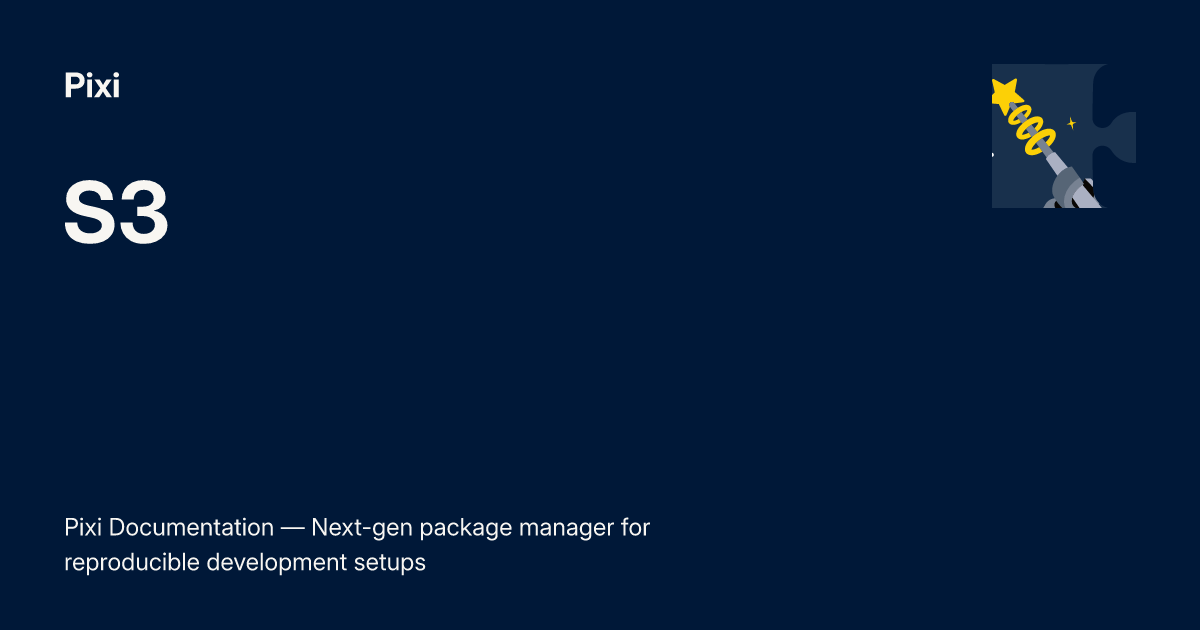 Pixi
S3
Pixi Documentation — Next-gen package manager for
reproducible development setups